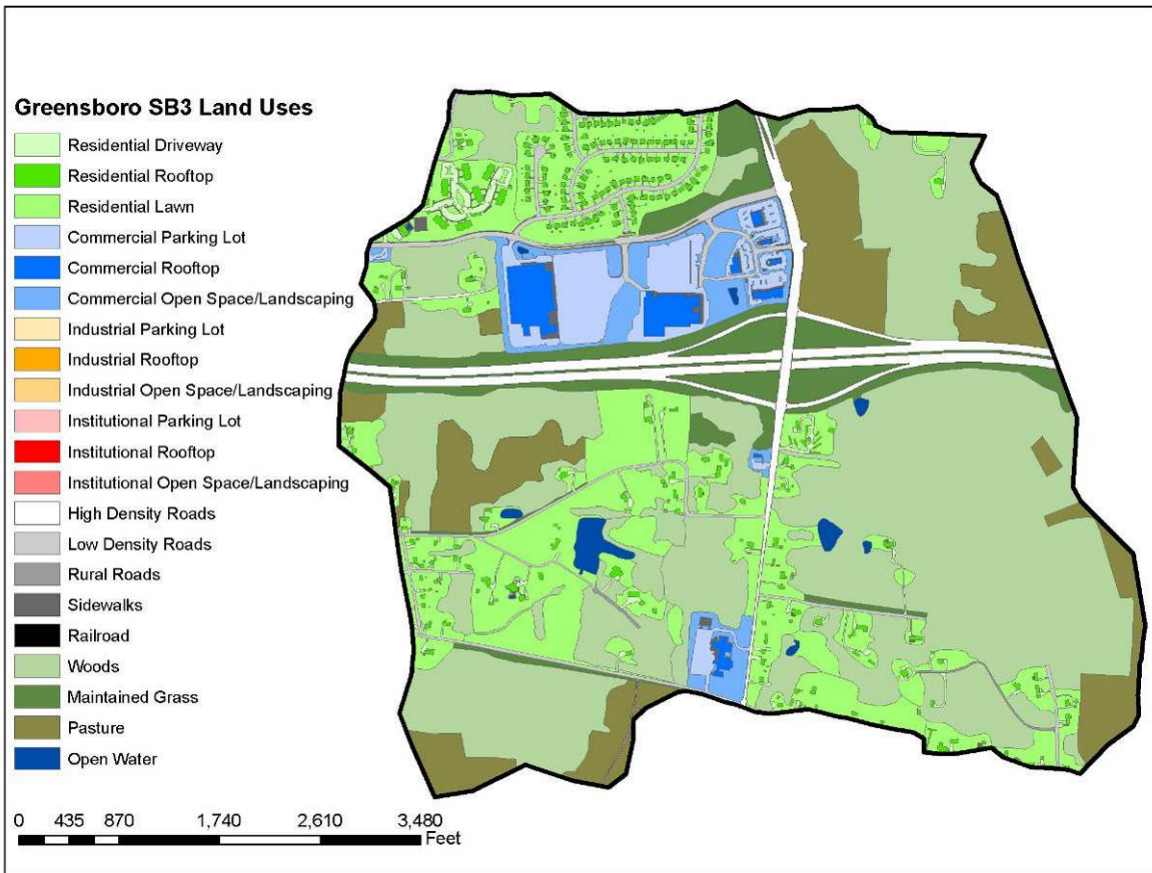 Greensboro SB3 Land Uses
Residential Driveway
Residential Rooftop
Residential Lawn
Commercial Parking Lot
Commercial Rooftop
Commercial Open Space/Landscaping
Industrial Parking Lot
Industrial Rooftop
Industrial Open Space/Landscaping
Institutional Parking Lot
Institutional Rooftop
Institutional Open Space/Landscaping
High Density Roads
Low Density Roads
Rural Roads
Sidewalks
Railroad
Woods
Maintained Grass
Pasture
Open Water
0 435 870 1,740 2,610 3,480
Feet